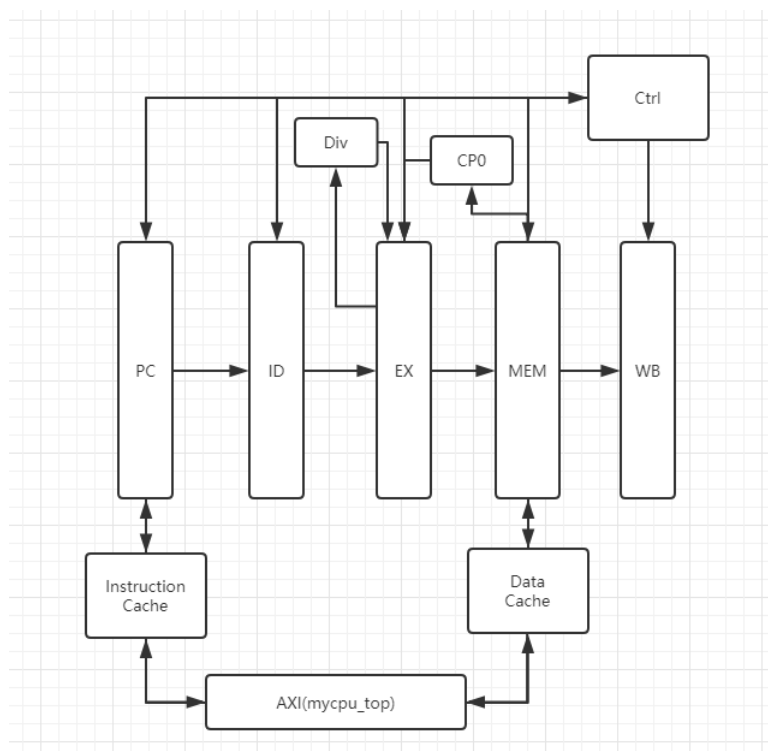 Ctrl
Div
CP0
PC
ID
EX
MEM
WB
Instruction
Cache
Data
Cache
AXI(mycpu_top)